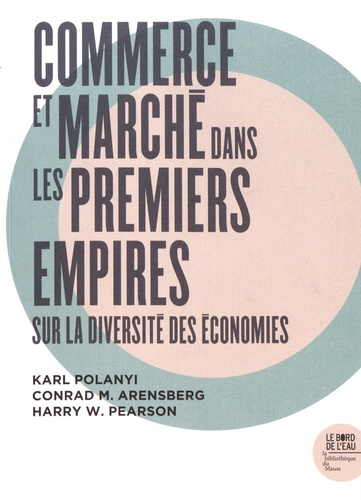 COMMERCE
ET MARCHÉ DANS
LES PREMIERS
EMPIRES
SUR LA DIVERSITÉ DES ÉCONOMIES
KARL POLANYI
CONRAD M. ARENSBERG
HARRY W. PEARSON
LE BORD
DE L'EAU
la
bibliothèque
du
Mauss